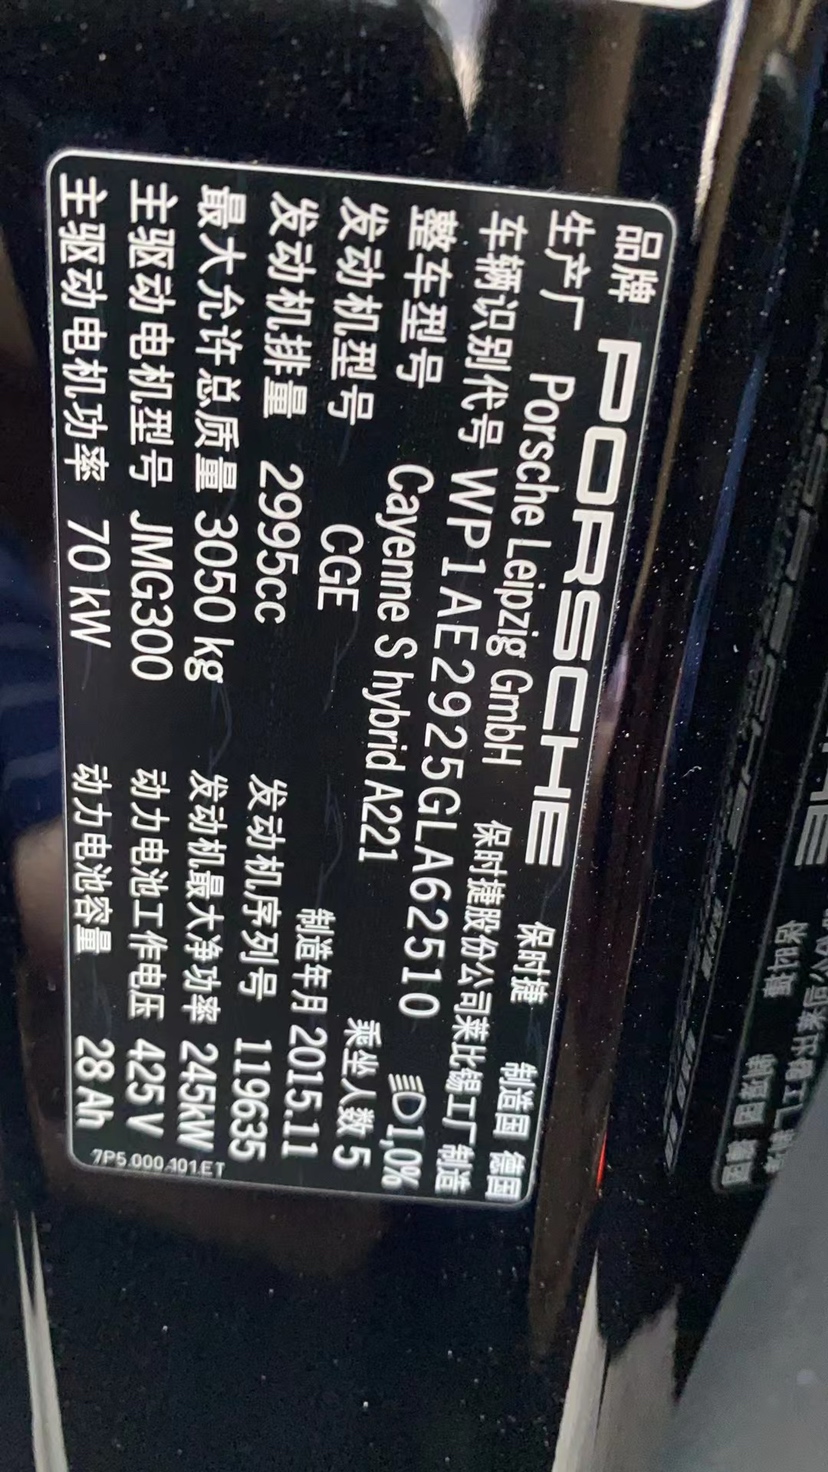 品牌 PORSCHE 保时捷 制造国 德国
生产厂 Porsche Leipzig GmbH 保时捷股份公司莱比锡工厂制造
车辆识别代号 WP1AE2925GLA62510 1,0%
整车型号 Cayenne S hybrid A221 乘坐人数 5
发动机型号 CGE 制造年月 2015.11
发动机排量 2995cc 发动机序列号 119635
最大允许总质量 3050 kg 发动机最大净功率 245kW
主驱动电机型号 JMG300 动力电池工作电压 425V
主驱动电机功率 70 kW 动力电池容量 28 Ah
7P5.000.401.ET